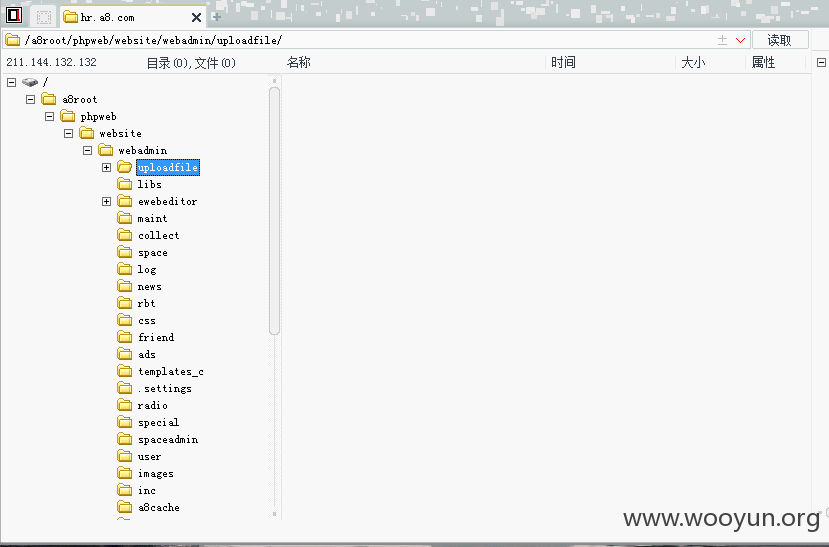 hr.a8.com
/a8root/phpweb/website/webadmin/uploadfile/ 读取
211.144.132.132 目录(0),文件(0) 名称 时间 大小 属性
/
a8root
phpweb
website
webadmin
uploadfile
libs
ewebeditor
maint
collect
space
log
news
rbt
css
friend
ads
templates_c
.settings
radio
special
spaceadmin
user
images
inc
a8cache
www.wooyun.org